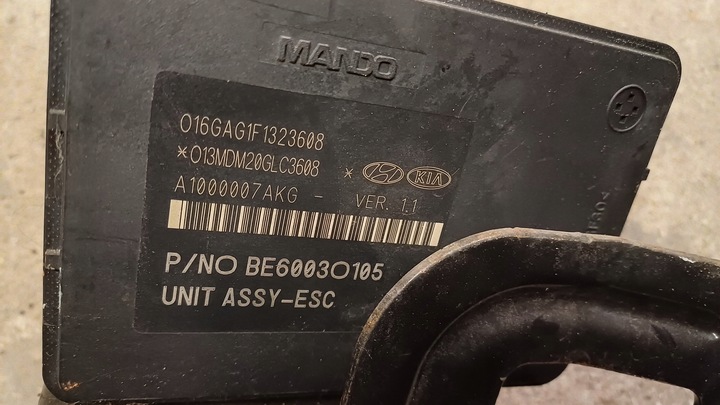 MANDO
016GAG1F1323608
*013MDM20GLC3608 * KIA
A1000007AKG - VER. 1.1
P/NO BE60030105
UNIT ASSY-ESC